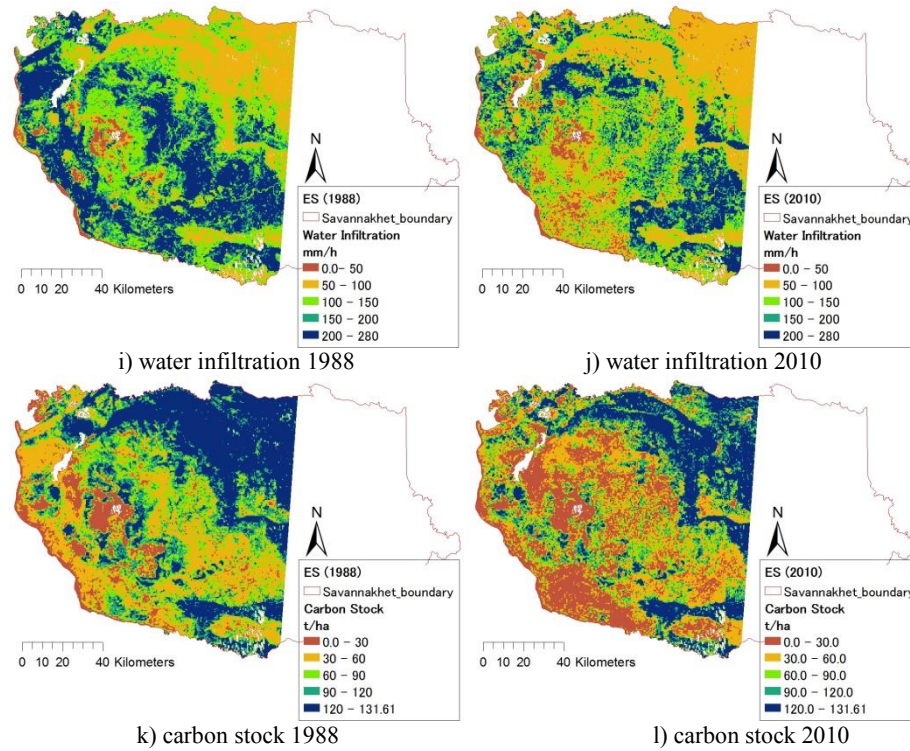 N
ES (1988)
Savannakhet_boundary
Water Infiltration
mm/h
0.0– 50
50 – 100
100 – 150
150 – 200
200 – 280
0 10 20 40 Kilometers
i) water infiltration 1988
N
ES (2010)
Savannakhet_boundary
Water Infiltration
mm/h
0.0– 50
50 – 100
100 – 150
150 – 200
200 – 280
0 10 20 40 Kilometers
j) water infiltration 2010
N
ES (1988)
Savannakhet_boundary
Carbon Stock
t/ha
0.0 – 30
30 – 60
60 – 90
90 – 120
120 – 131.61
0 10 20 40 Kilometers
k) carbon stock 1988
N
ES (2010)
Savannakhet_boundary
Carbon Stock
t/ha
0.0 – 30.0
30.0 – 60.0
60.0 – 90.0
90.0 – 120.0
120.0 – 131.61
0 10 20 40 Kilometers
l) carbon stock 2010